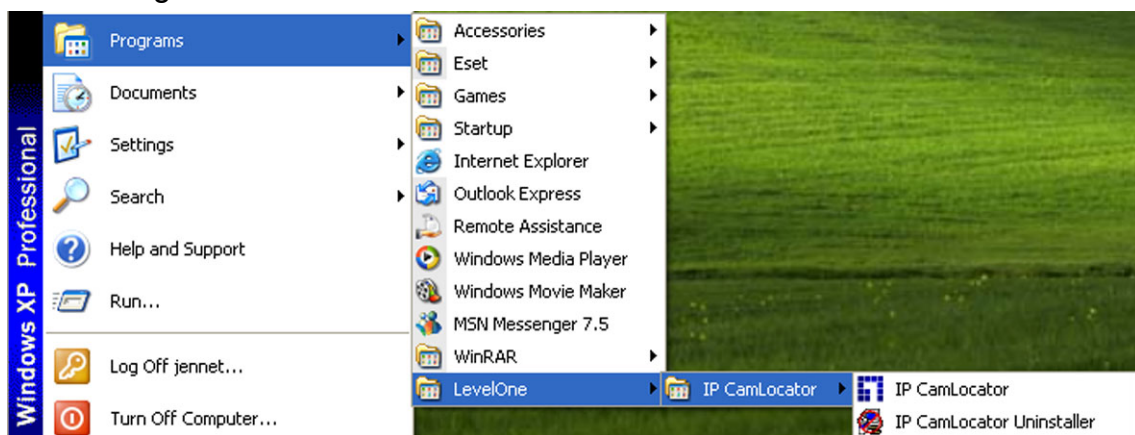 Windows XP Professional
Programs
Documents
Settings
Search
Help and Support
Run...
Log Off jennet...
Turn Off Computer...
Accessories
Eset
Games
Startup
Internet Explorer
Outlook Express
Remote Assistance
Windows Media Player
Windows Movie Maker
MSN Messenger 7.5
WinRAR
LevelOne
IP CamLocator
IP CamLocator
IP CamLocator Uninstaller